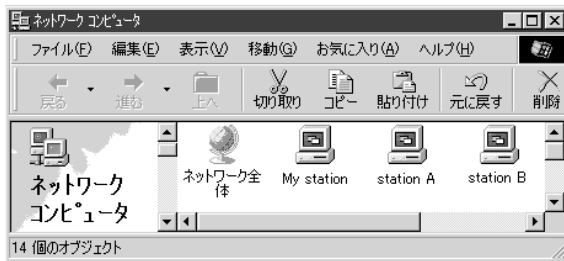 ネットワーク コンピュータ
ファイル(F) 編集(E) 表示(V) 移動(G) お気に入り(A) ヘルプ(H)
戻る 進む 上へ 切り取り コピー 貼り付け 元に戻す 削除
ネットワーク
コンピュータ
ネットワーク全
体
My station
station A
station B
14 個のオブジェクト